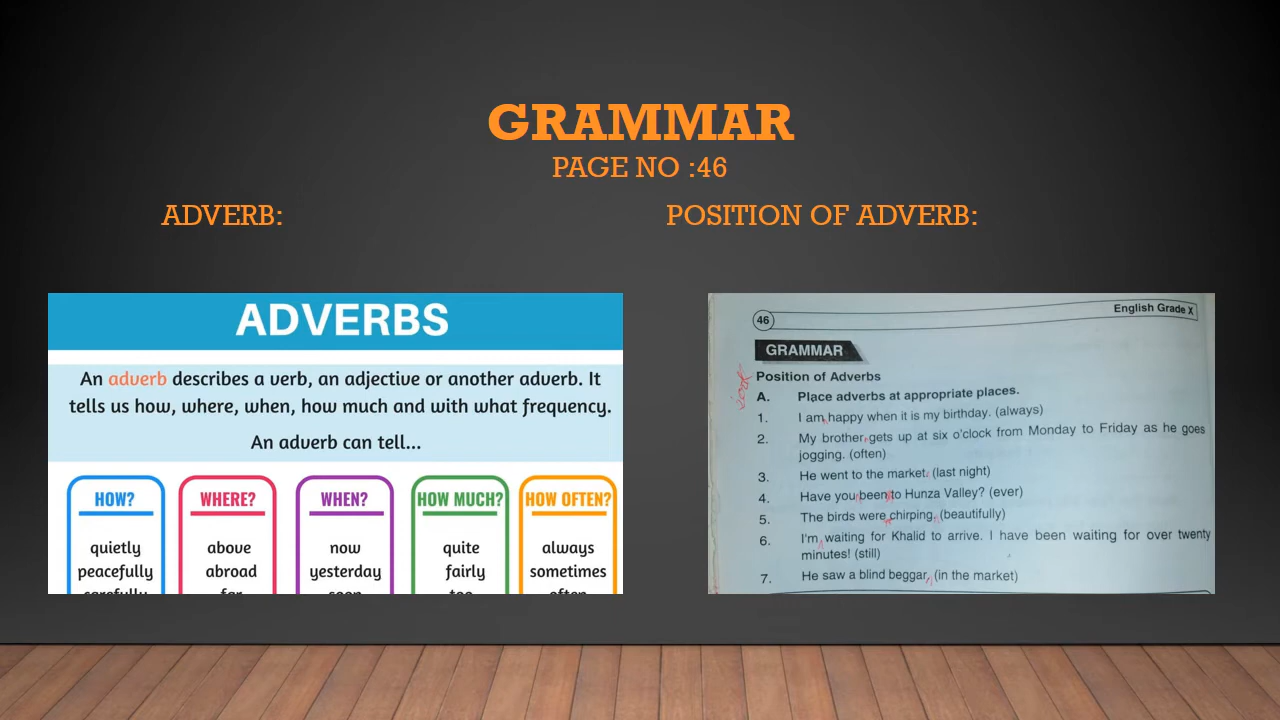 GRAMMAR
PAGE NO :46
ADVERB:
POSITION OF ADVERB:
ADVERBS
An adverb describes a verb, an adjective or another adverb. It
tells us how, where, when, how much and with what frequency.
An adverb can tell...
HOW?
quietly
peacefully
carefully
WHERE?
above
abroad
far
WHEN?
now
yesterday
soon
HOW MUCH?
quite
fairly
too
HOW OFTEN?
always
sometimes
often
46
English Grade X
GRAMMAR
Position of Adverbs
A. Place adverbs at appropriate places.
1. I am happy when it is my birthday. (always)
2. My brother gets up at six o'clock from Monday to Friday as he goes
jogging. (often)
3. He went to the market. (last night)
4. Have you been to Hunza Valley? (ever)
5. The birds were chirping. (beautifully)
6. I'm waiting for Khalid to arrive. I have been waiting for over twenty
minutes! (still)
7. He saw a blind beggar. (in the market)